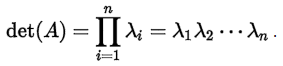 det(A) = ∏_{i=1}^{n} λ_i = λ_1 λ_2 ⋯ λ_n .